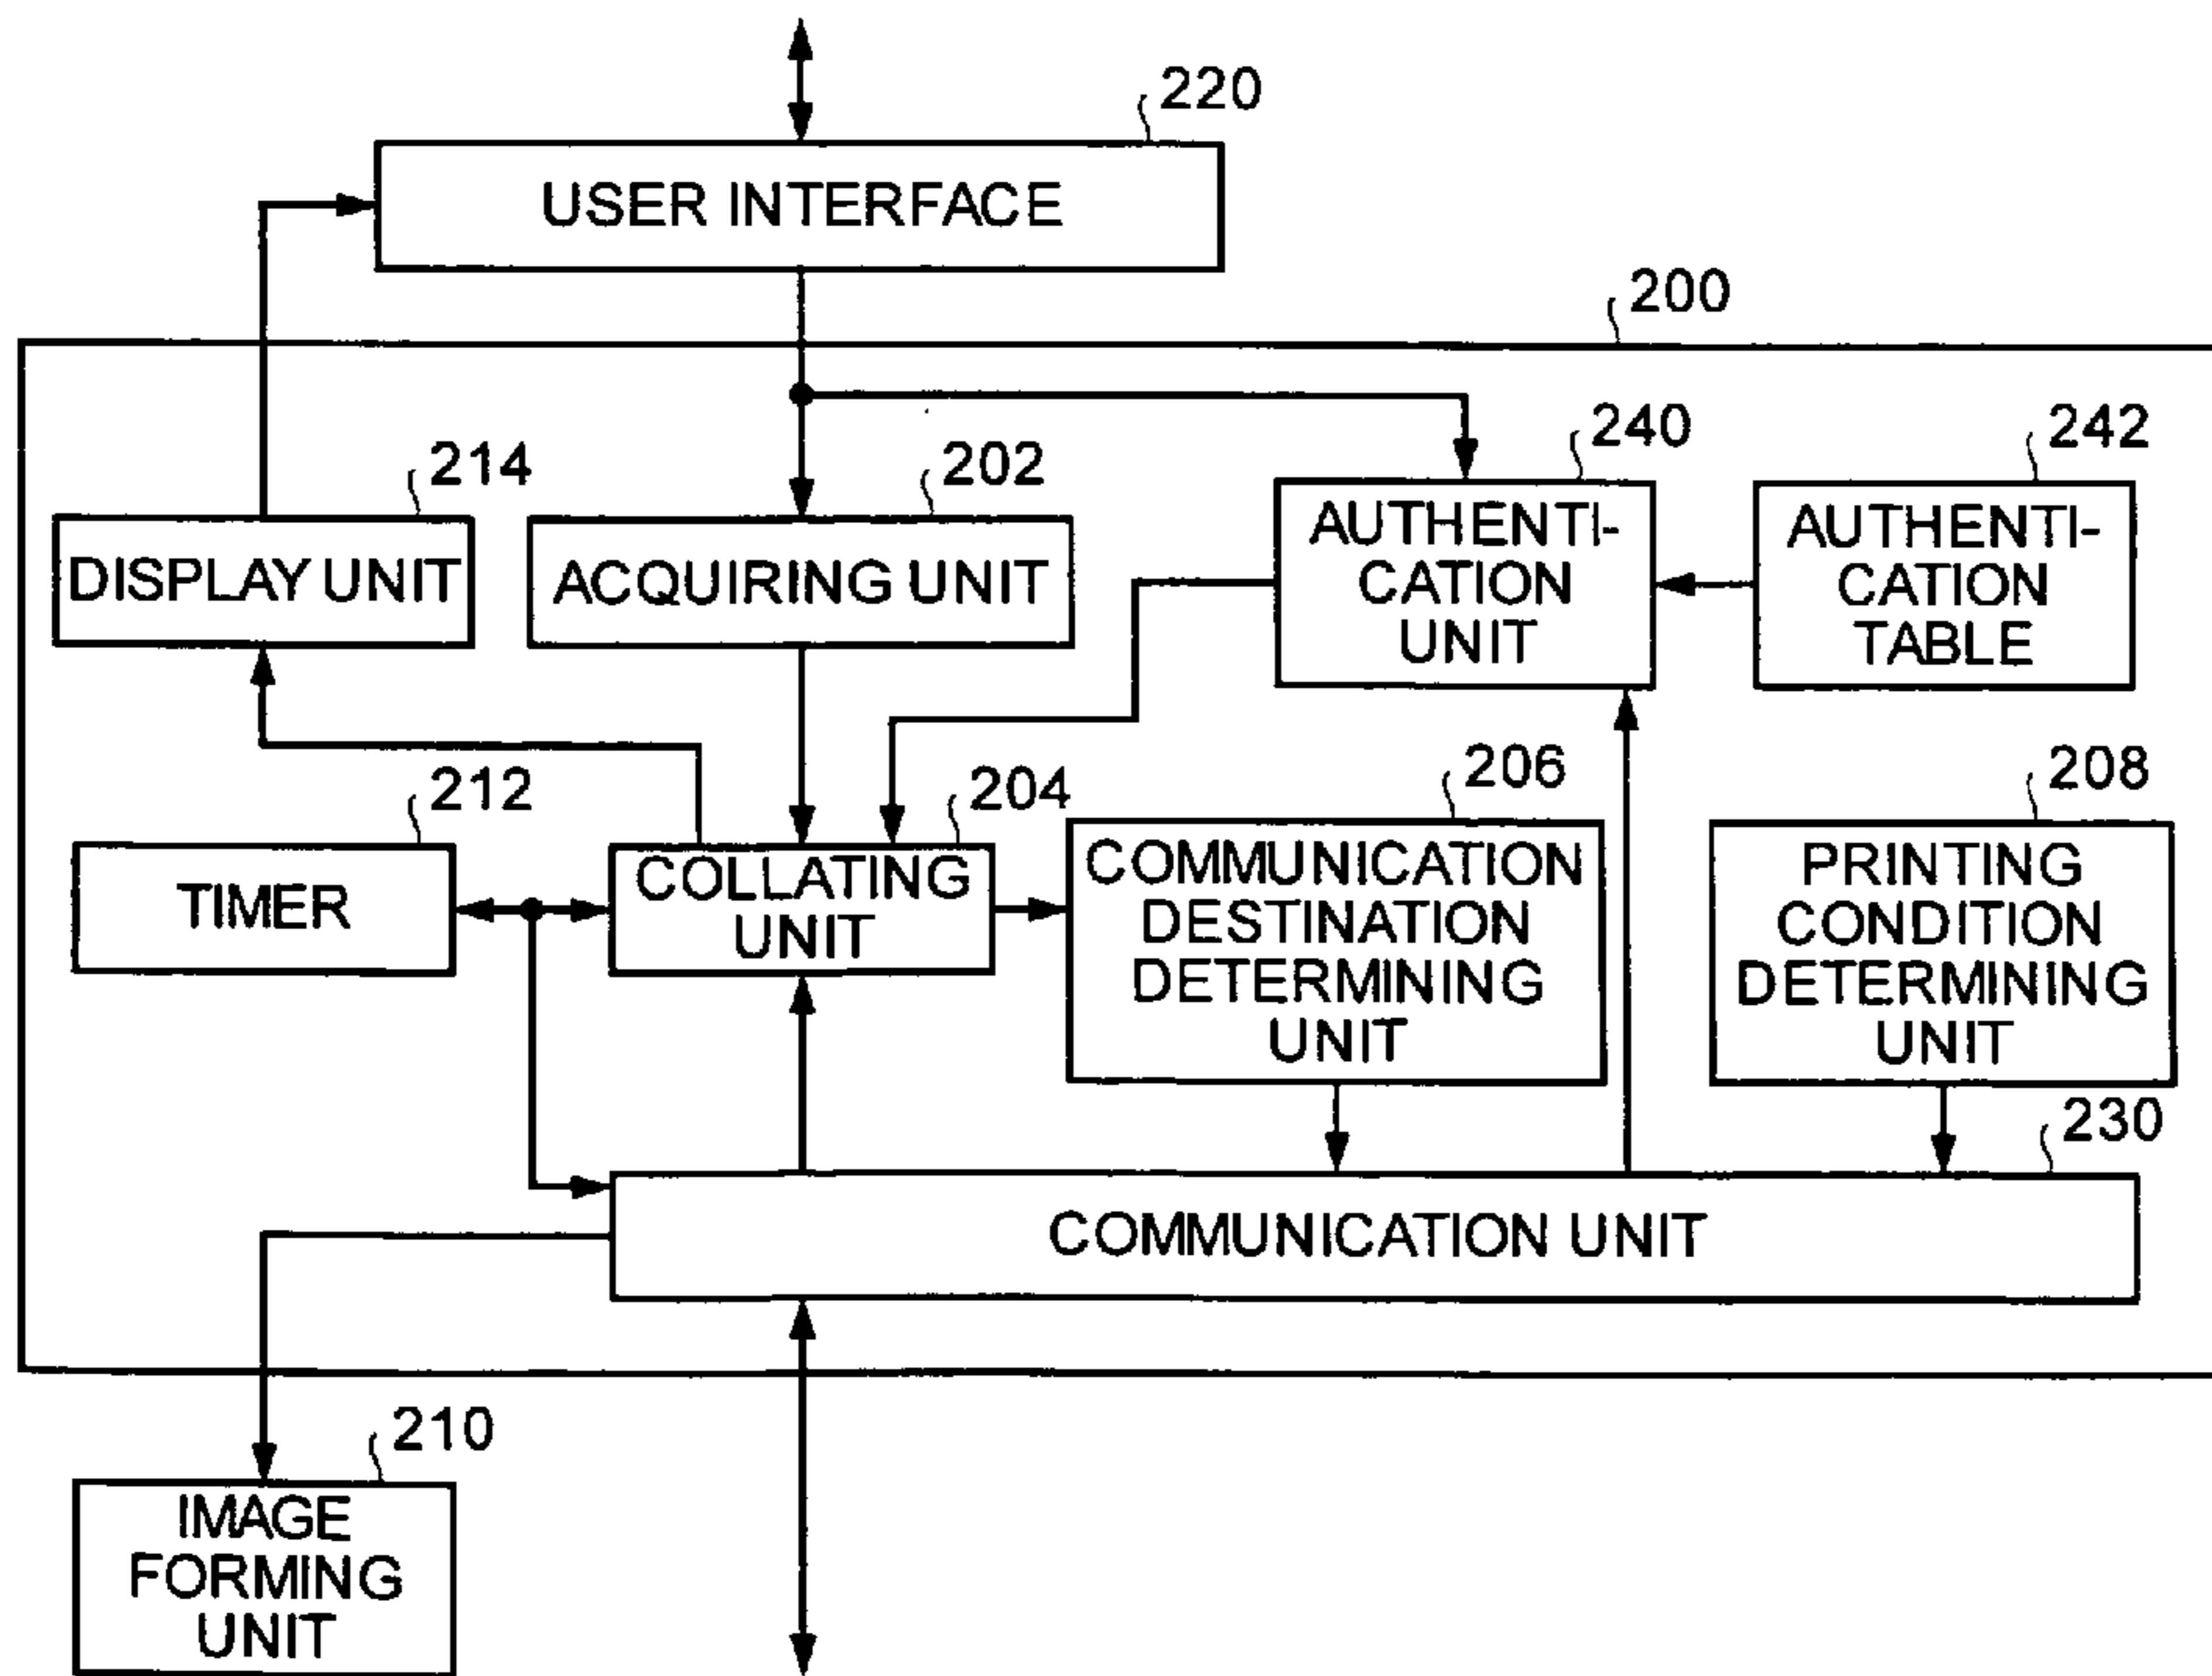 220
USER INTERFACE
200
214
202
240
242
DISPLAY UNIT
ACQUIRING UNIT
AUTHENTI-
CATION
UNIT
AUTHENTI-
CATION
TABLE
212
204
206
208
TIMER
COLLATING
UNIT
COMMUNICATION
DESTINATION
DETERMINING
UNIT
PRINTING
CONDITION
DETERMINING
UNIT
230
COMMUNICATION UNIT
210
IMAGE
FORMING
UNIT